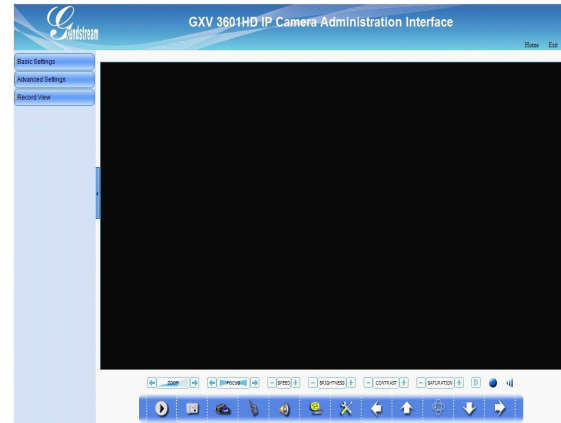 Grandstream
GXV 3601HD IP Camera Administration Interface
Home Exit
Basic Settings
Advanced Settings
Record View
ZOOM FOCUS - SPEED + - BRIGHTNESS + - CONTRAST + - SATURATION + D